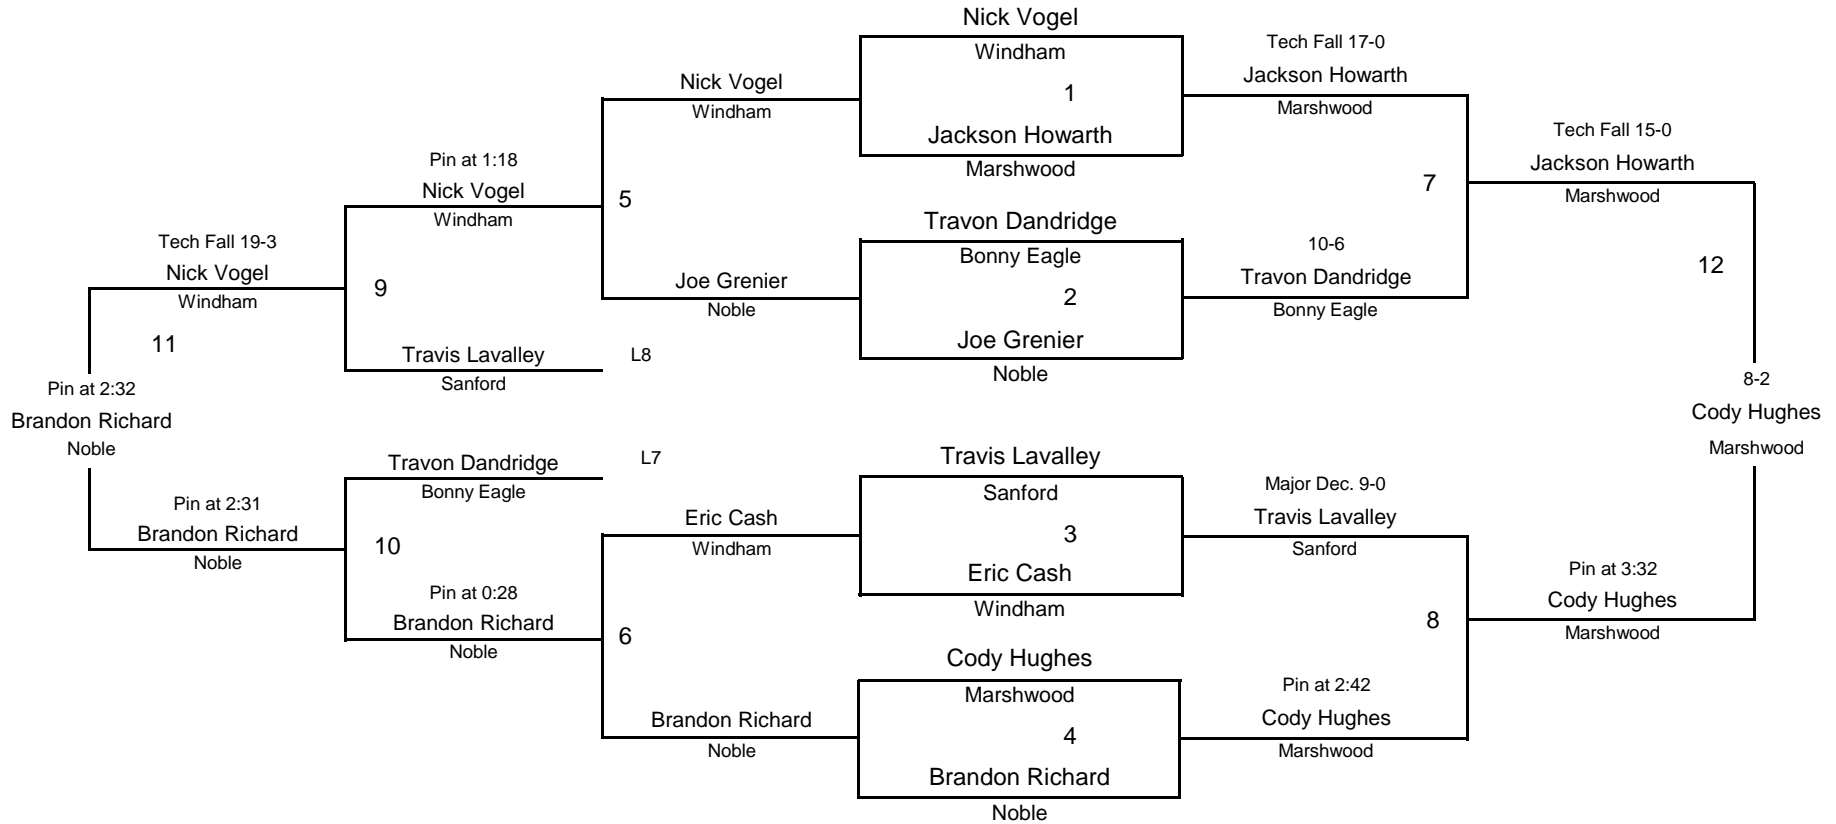 Nick Vogel
Windham
1
Jackson Howarth
Marshwood
Travon Dandridge
Bonny Eagle
2
Joe Grenier
Noble
Travis Lavalley
Sanford
3
Eric Cash
Windham
Cody Hughes
Marshwood
4
Brandon Richard
Noble
Nick Vogel
Windham
5
Joe Grenier
Noble
Eric Cash
Windham
6
Brandon Richard
Noble
Tech Fall 17-0
Jackson Howarth
Marshwood
7
10-6
Travon Dandridge
Bonny Eagle
Major Dec. 9-0
Travis Lavalley
Sanford
8
Pin at 2:42
Cody Hughes
Marshwood
Pin at 1:18
Nick Vogel
Windham
9
Travis Lavalley
Sanford
L8
Travon Dandridge
Bonny Eagle
L7
10
Pin at 0:28
Brandon Richard
Noble
Tech Fall 19-3
Nick Vogel
Windham
11
Pin at 2:31
Brandon Richard
Noble
Pin at 2:32
Brandon Richard
Noble
Tech Fall 15-0
Jackson Howarth
Marshwood
12
Pin at 3:32
Cody Hughes
Marshwood
8-2
Cody Hughes
Marshwood